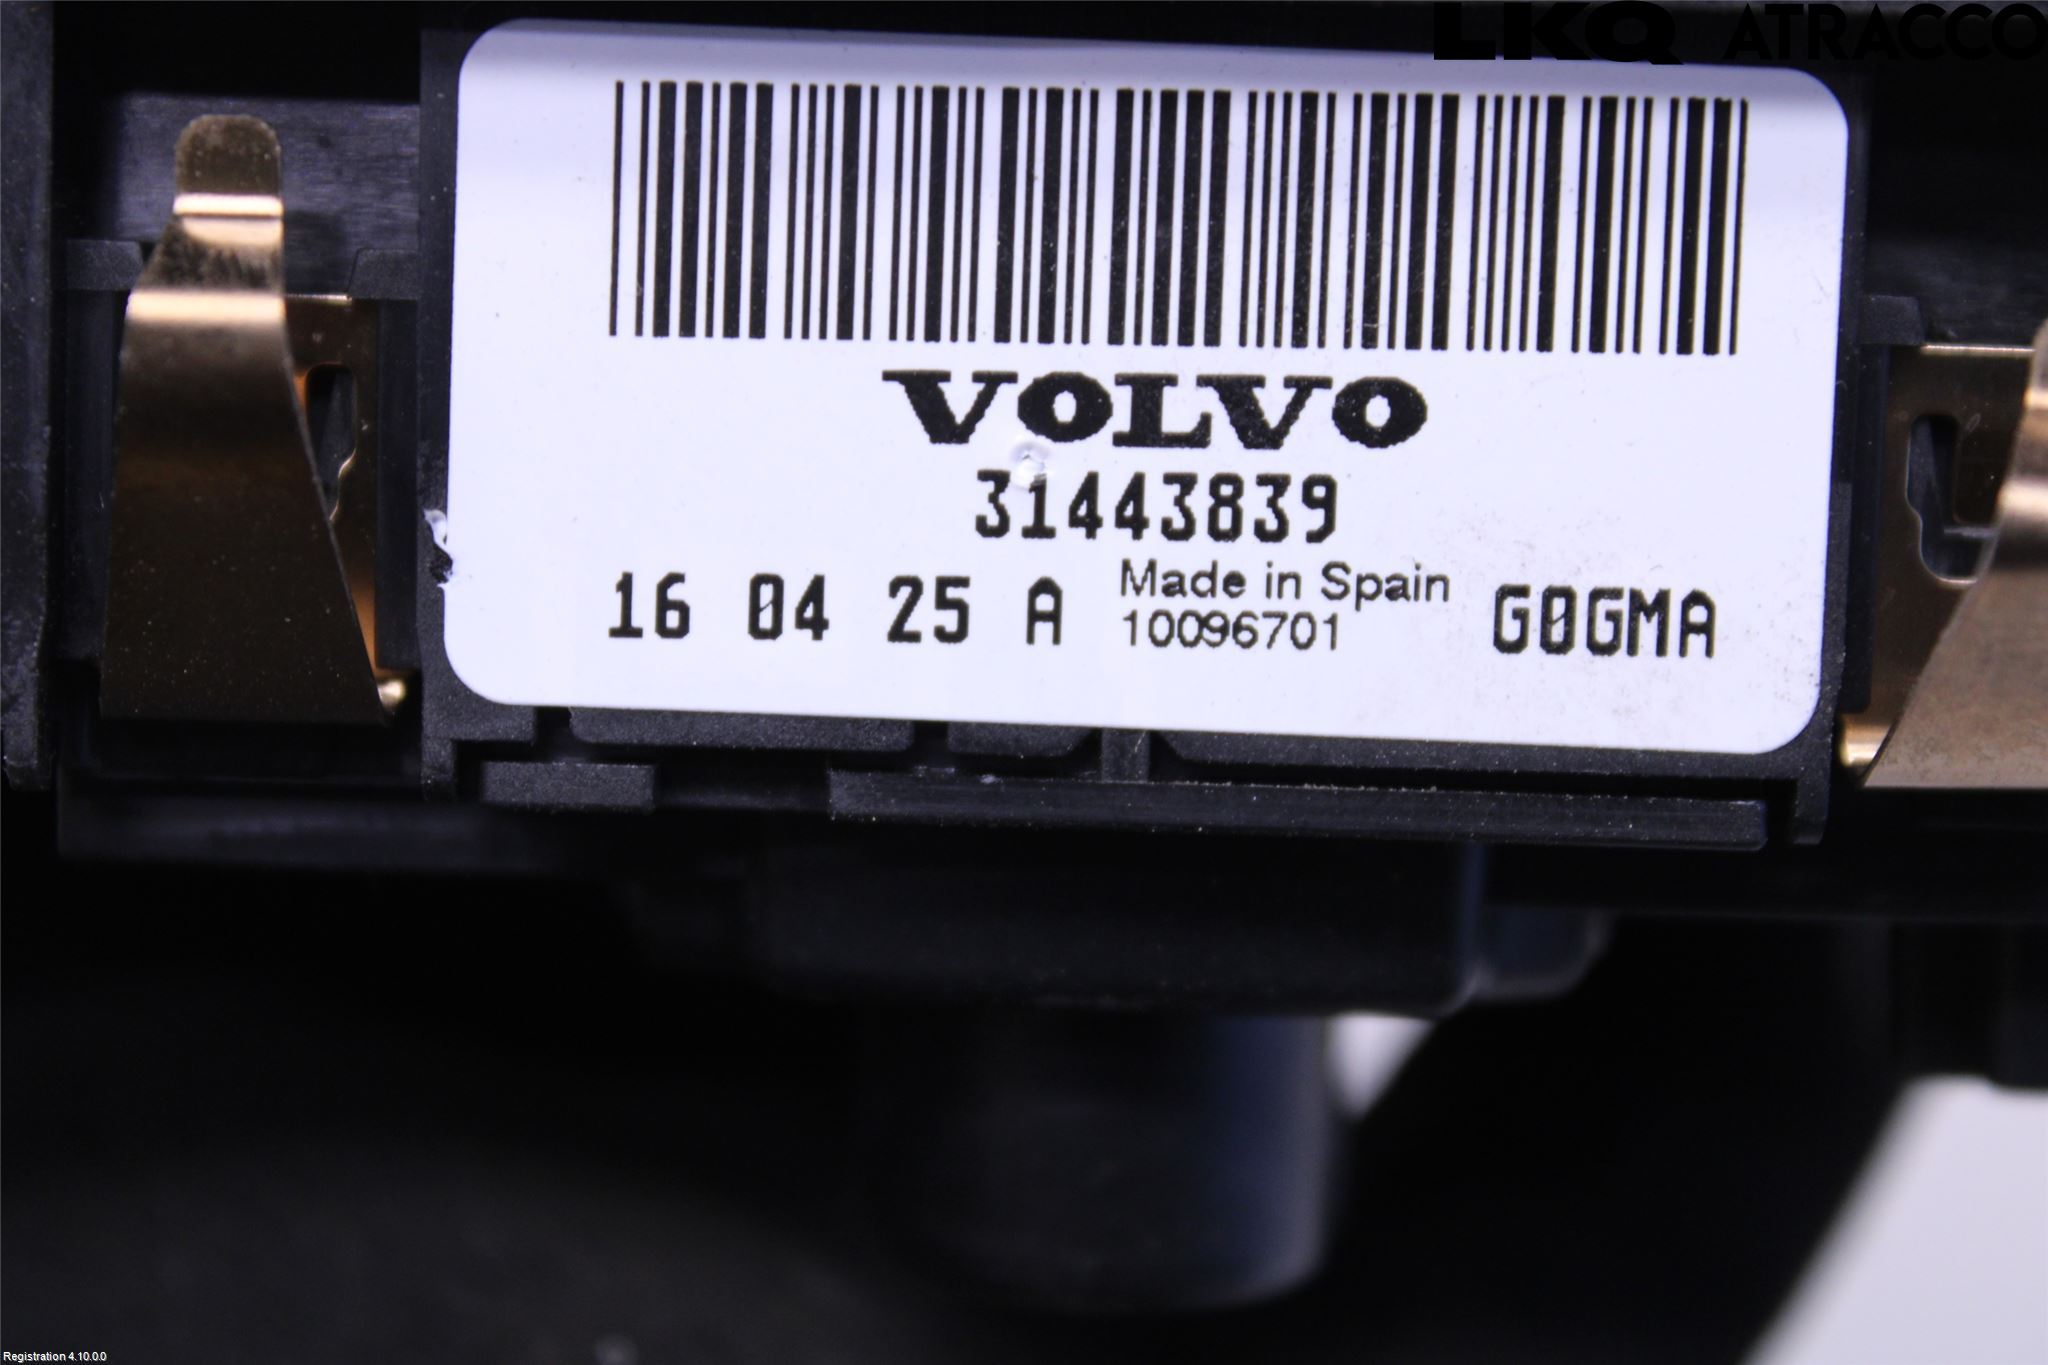 LKQ ATRACCO
VOLVO
31443839
16 04 25 A Made in Spain G0GMA
10096701
Registration 4.10.0.0